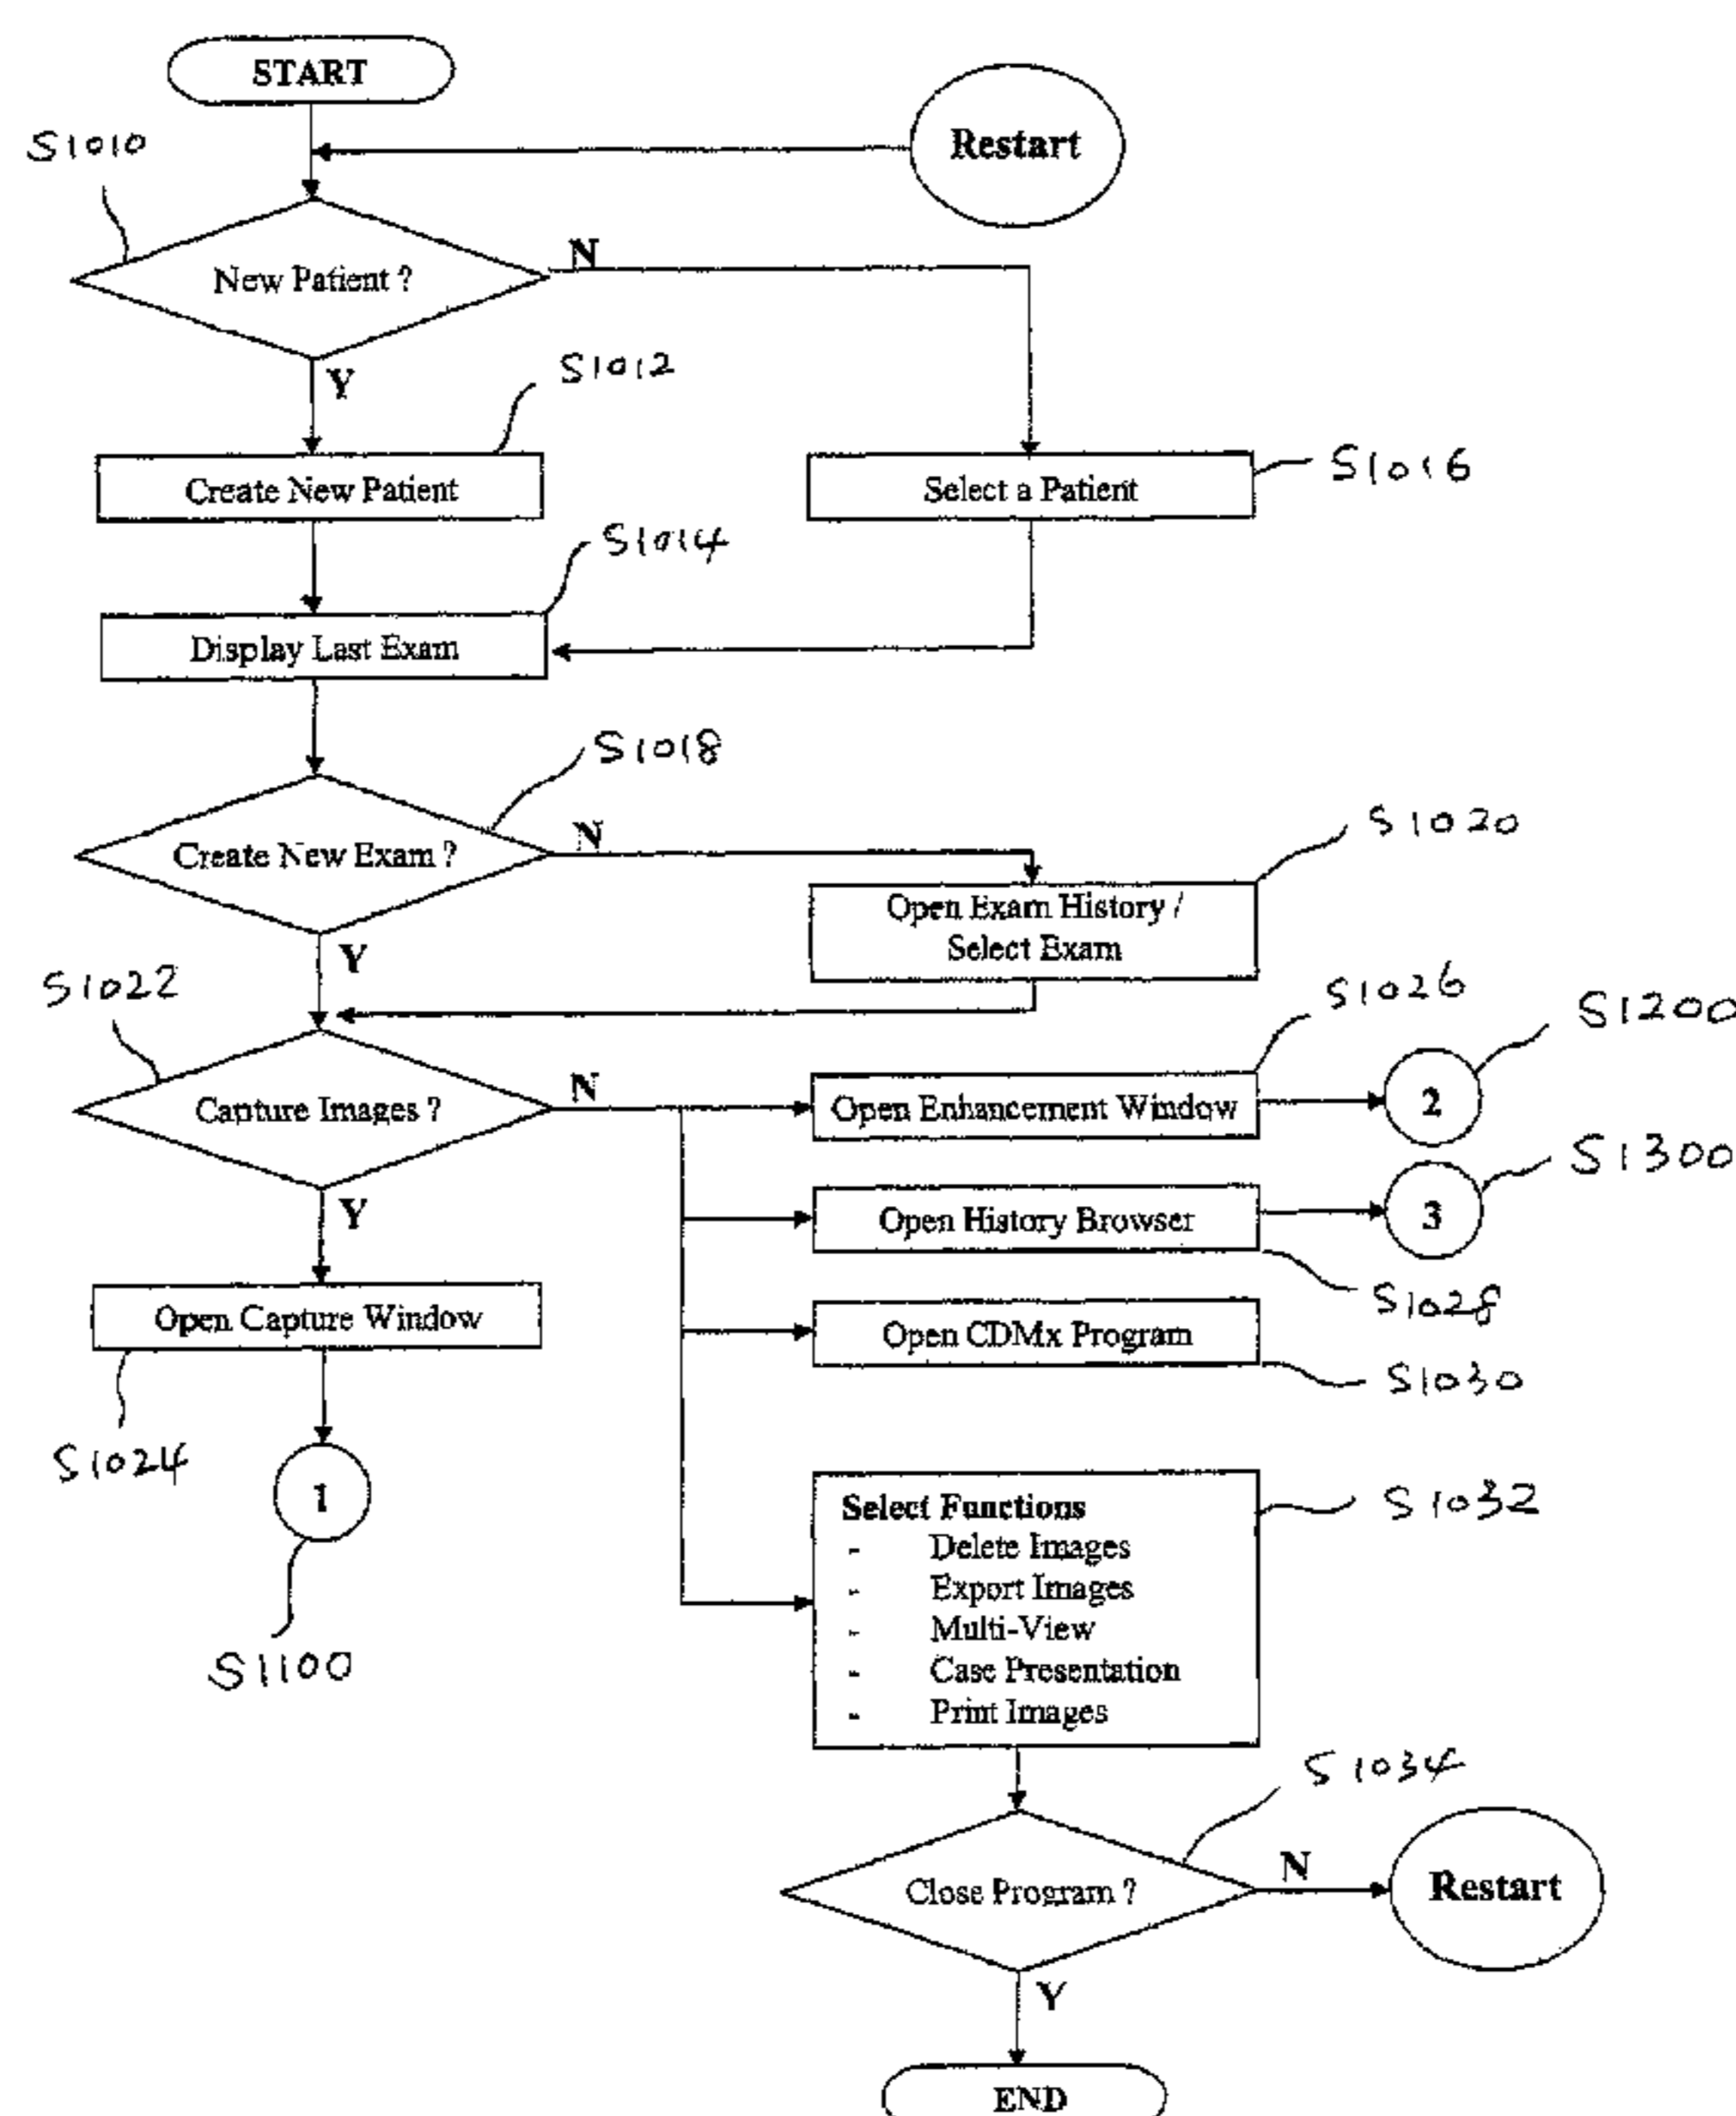 START
Restart
S1010
New Patient ?
N
Y
S1012
Create New Patient
Select a Patient
S1016
S1014
Display Last Exam
S1018
Create New Exam ?
N
S1020
Open Exam History /
Select Exam
Y
S1022
S1026
S1200
Capture Images ?
N
Open Enhancement Window
2
S1300
Y
Open History Browser
3
S1028
Open Capture Window
Open CDMx Program
S1030
S1024
1
S1100
Select Functions
S1032
- Delete Images
- Export Images
- Multi-View
- Case Presentation
- Print Images
S1034
Close Program ?
N
Restart
Y
END